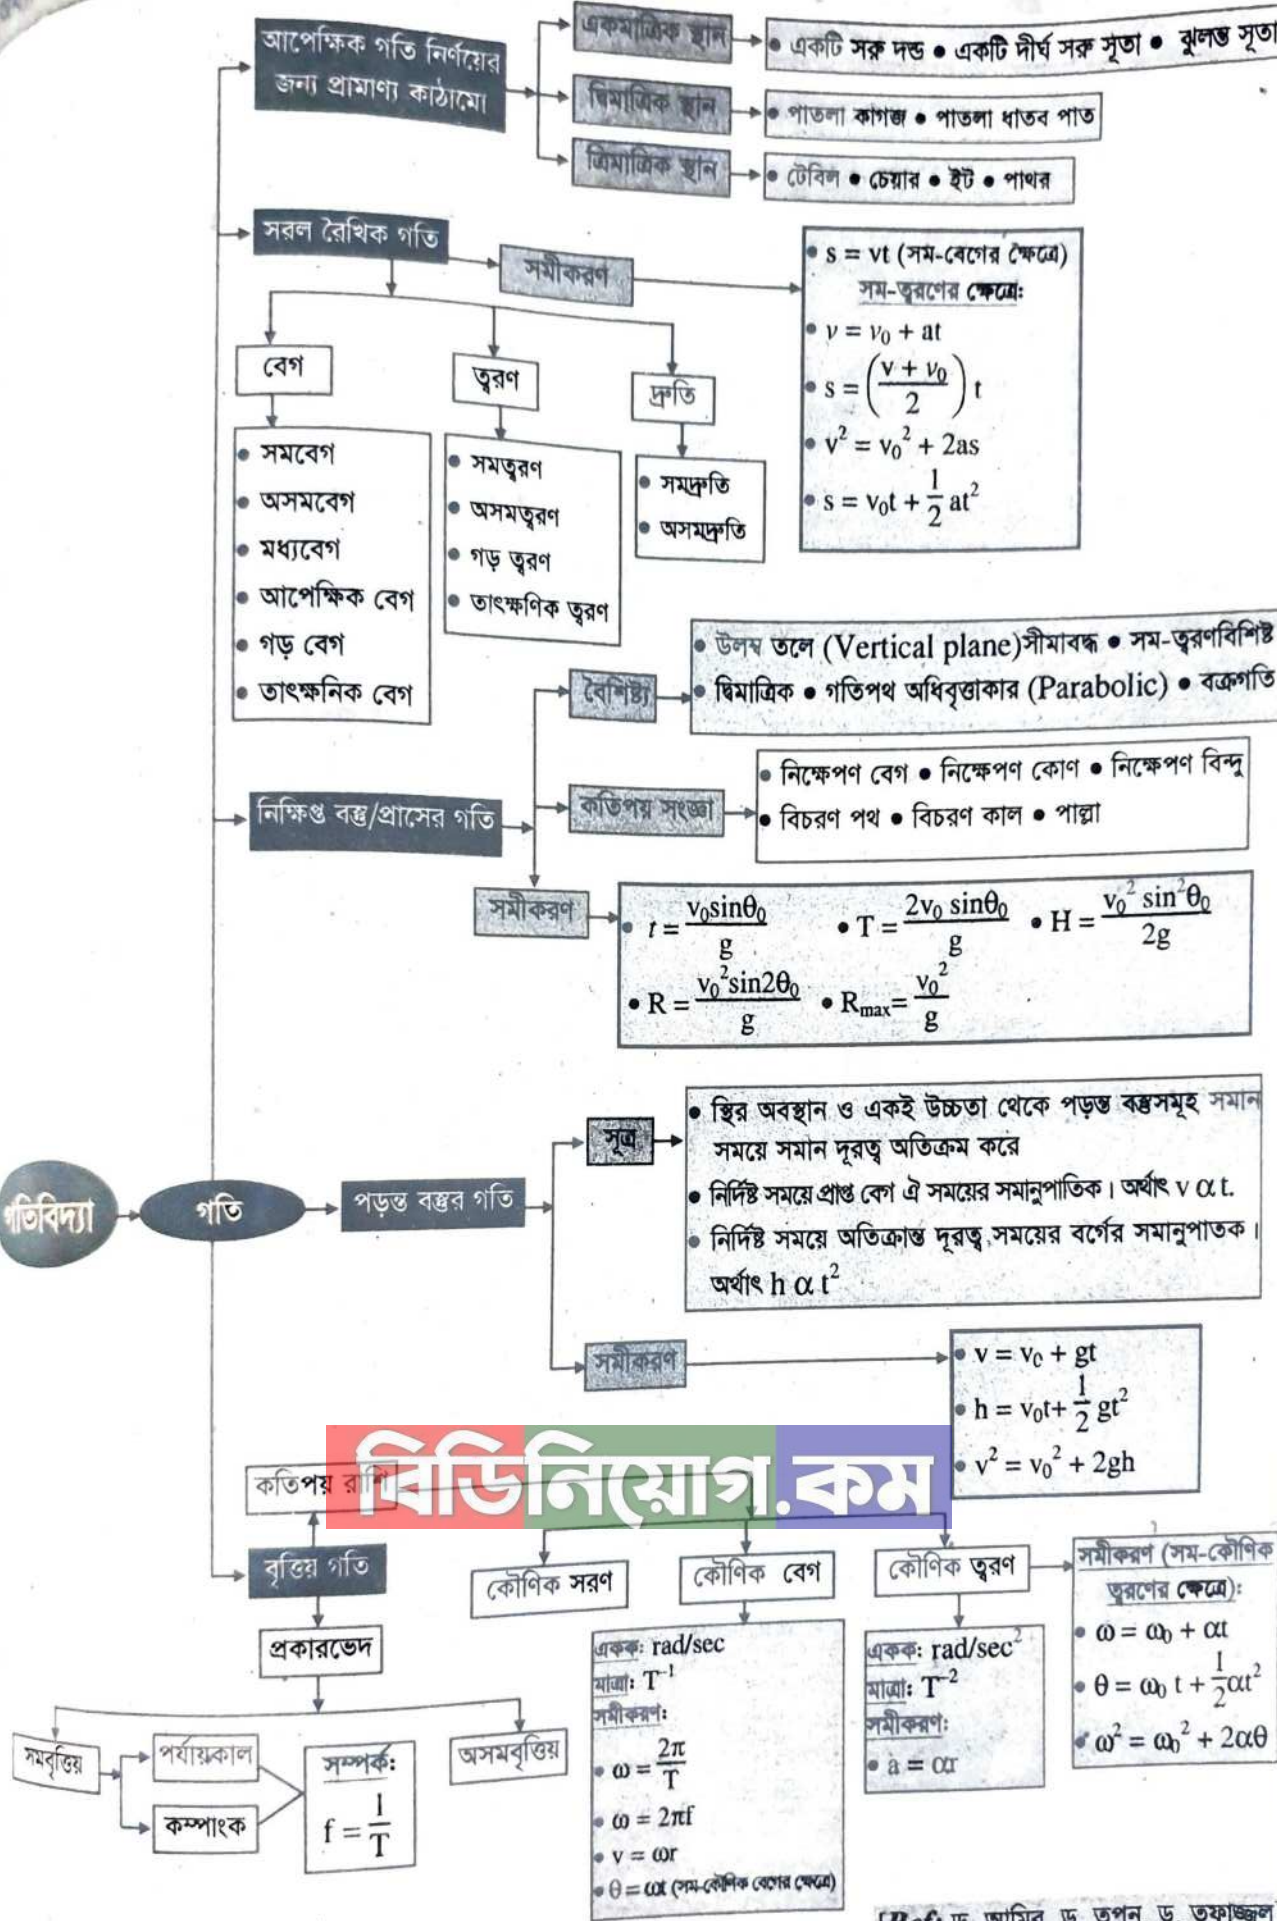 আপেক্ষিক গতি নির্ণয়ের
জন্য প্রামাণ্য কাঠামো
একমাত্রিক স্থান
• একটি সরু দন্ড • একটি দীর্ঘ সরু সূতা • ঝুলন্ত সূতা
দ্বিমাত্রিক স্থান
• পাতলা কাগজ • পাতলা ধাতব পাত
ত্রিমাত্রিক স্থান
• টেবিল • চেয়ার • ইট • পাথর
সরল রৈখিক গতি
সমীকরণ
• s = vt (সম-বেগের ক্ষেত্রে)
সম-ত্বরণের ক্ষেত্রে:
• v = v₀ + at
• s = ((v + v₀)/2) t
• v² = v₀² + 2as
• s = v₀t + 1/2 at²
বেগ
• সমবেগ
• অসমবেগ
• মধ্যবেগ
• আপেক্ষিক বেগ
• গড় বেগ
• তাৎক্ষনিক বেগ
ত্বরণ
• সমত্বরণ
• অসমত্বরণ
• গড় ত্বরণ
• তাৎক্ষণিক ত্বরণ
দ্রুতি
• সমদ্রুতি
• অসমদ্রুতি
নিক্ষিপ্ত বস্তু/প্রাসের গতি
বৈশিষ্ট্য
• উলম্ব তলে (Vertical plane)সীমাবদ্ধ • সম-ত্বরণবিশিষ্ট
• দ্বিমাত্রিক • গতিপথ অধিবৃত্তাকার (Parabolic) • বক্রগতি
কতিপয় সংজ্ঞা
• নিক্ষেপণ বেগ • নিক্ষেপণ কোণ • নিক্ষেপণ বিন্দু
• বিচরণ পথ • বিচরণ কাল • পাল্লা
সমীকরণ
• t = v₀sinθ₀/g • T = 2v₀ sinθ₀/g • H = v₀² sin²θ₀/2g
• R = v₀²sin2θ₀/g • Rmax = v₀²/g
গতিবিদ্যা
গতি
পড়ন্ত বস্তুর গতি
সূত্র
• স্থির অবস্থান ও একই উচ্চতা থেকে পড়ন্ত বস্তুসমূহ সমান
সময়ে সমান দূরত্ব অতিক্রম করে
• নির্দিষ্ট সময়ে প্রাপ্ত বেগ ঐ সময়ের সমানুপাতিক। অর্থাৎ v α t.
• নির্দিষ্ট সময়ে অতিক্রান্ত দূরত্ব সময়ের বর্গের সমানুপাতক।
অর্থাৎ h α t²
সমীকরণ
• v = v₀ + gt
• h = v₀t+ 1/2 gt²
• v² = v₀² + 2gh
বিডিনিয়োগ.কম
কতিপয় রাশি
বৃত্তিয় গতি
প্রকারভেদ
সমবৃত্তিয়
পর্যায়কাল
কম্পাংক
সম্পর্ক:
f = 1/T
অসমবৃত্তিয়
কৌণিক সরণ
কৌণিক বেগ
একক: rad/sec
মাত্রা: T⁻¹
সমীকরণ:
• ω = 2π/T
• ω = 2πf
• v = ωr
• θ = ωt (সম-কৌণিক বেগের ক্ষেত্রে)
কৌণিক ত্বরণ
একক: rad/sec²
মাত্রা: T⁻²
সমীকরণ:
• a = αr
সমীকরণ (সম-কৌণিক
ত্বরণের ক্ষেত্রে):
• ω = ω₀ + αt
• θ = ω₀ t + 1/2 αt²
• ω² = ω₀² + 2αθ
[Ref: ড. আমির, ড. তপন, ড. তফাজ্জল